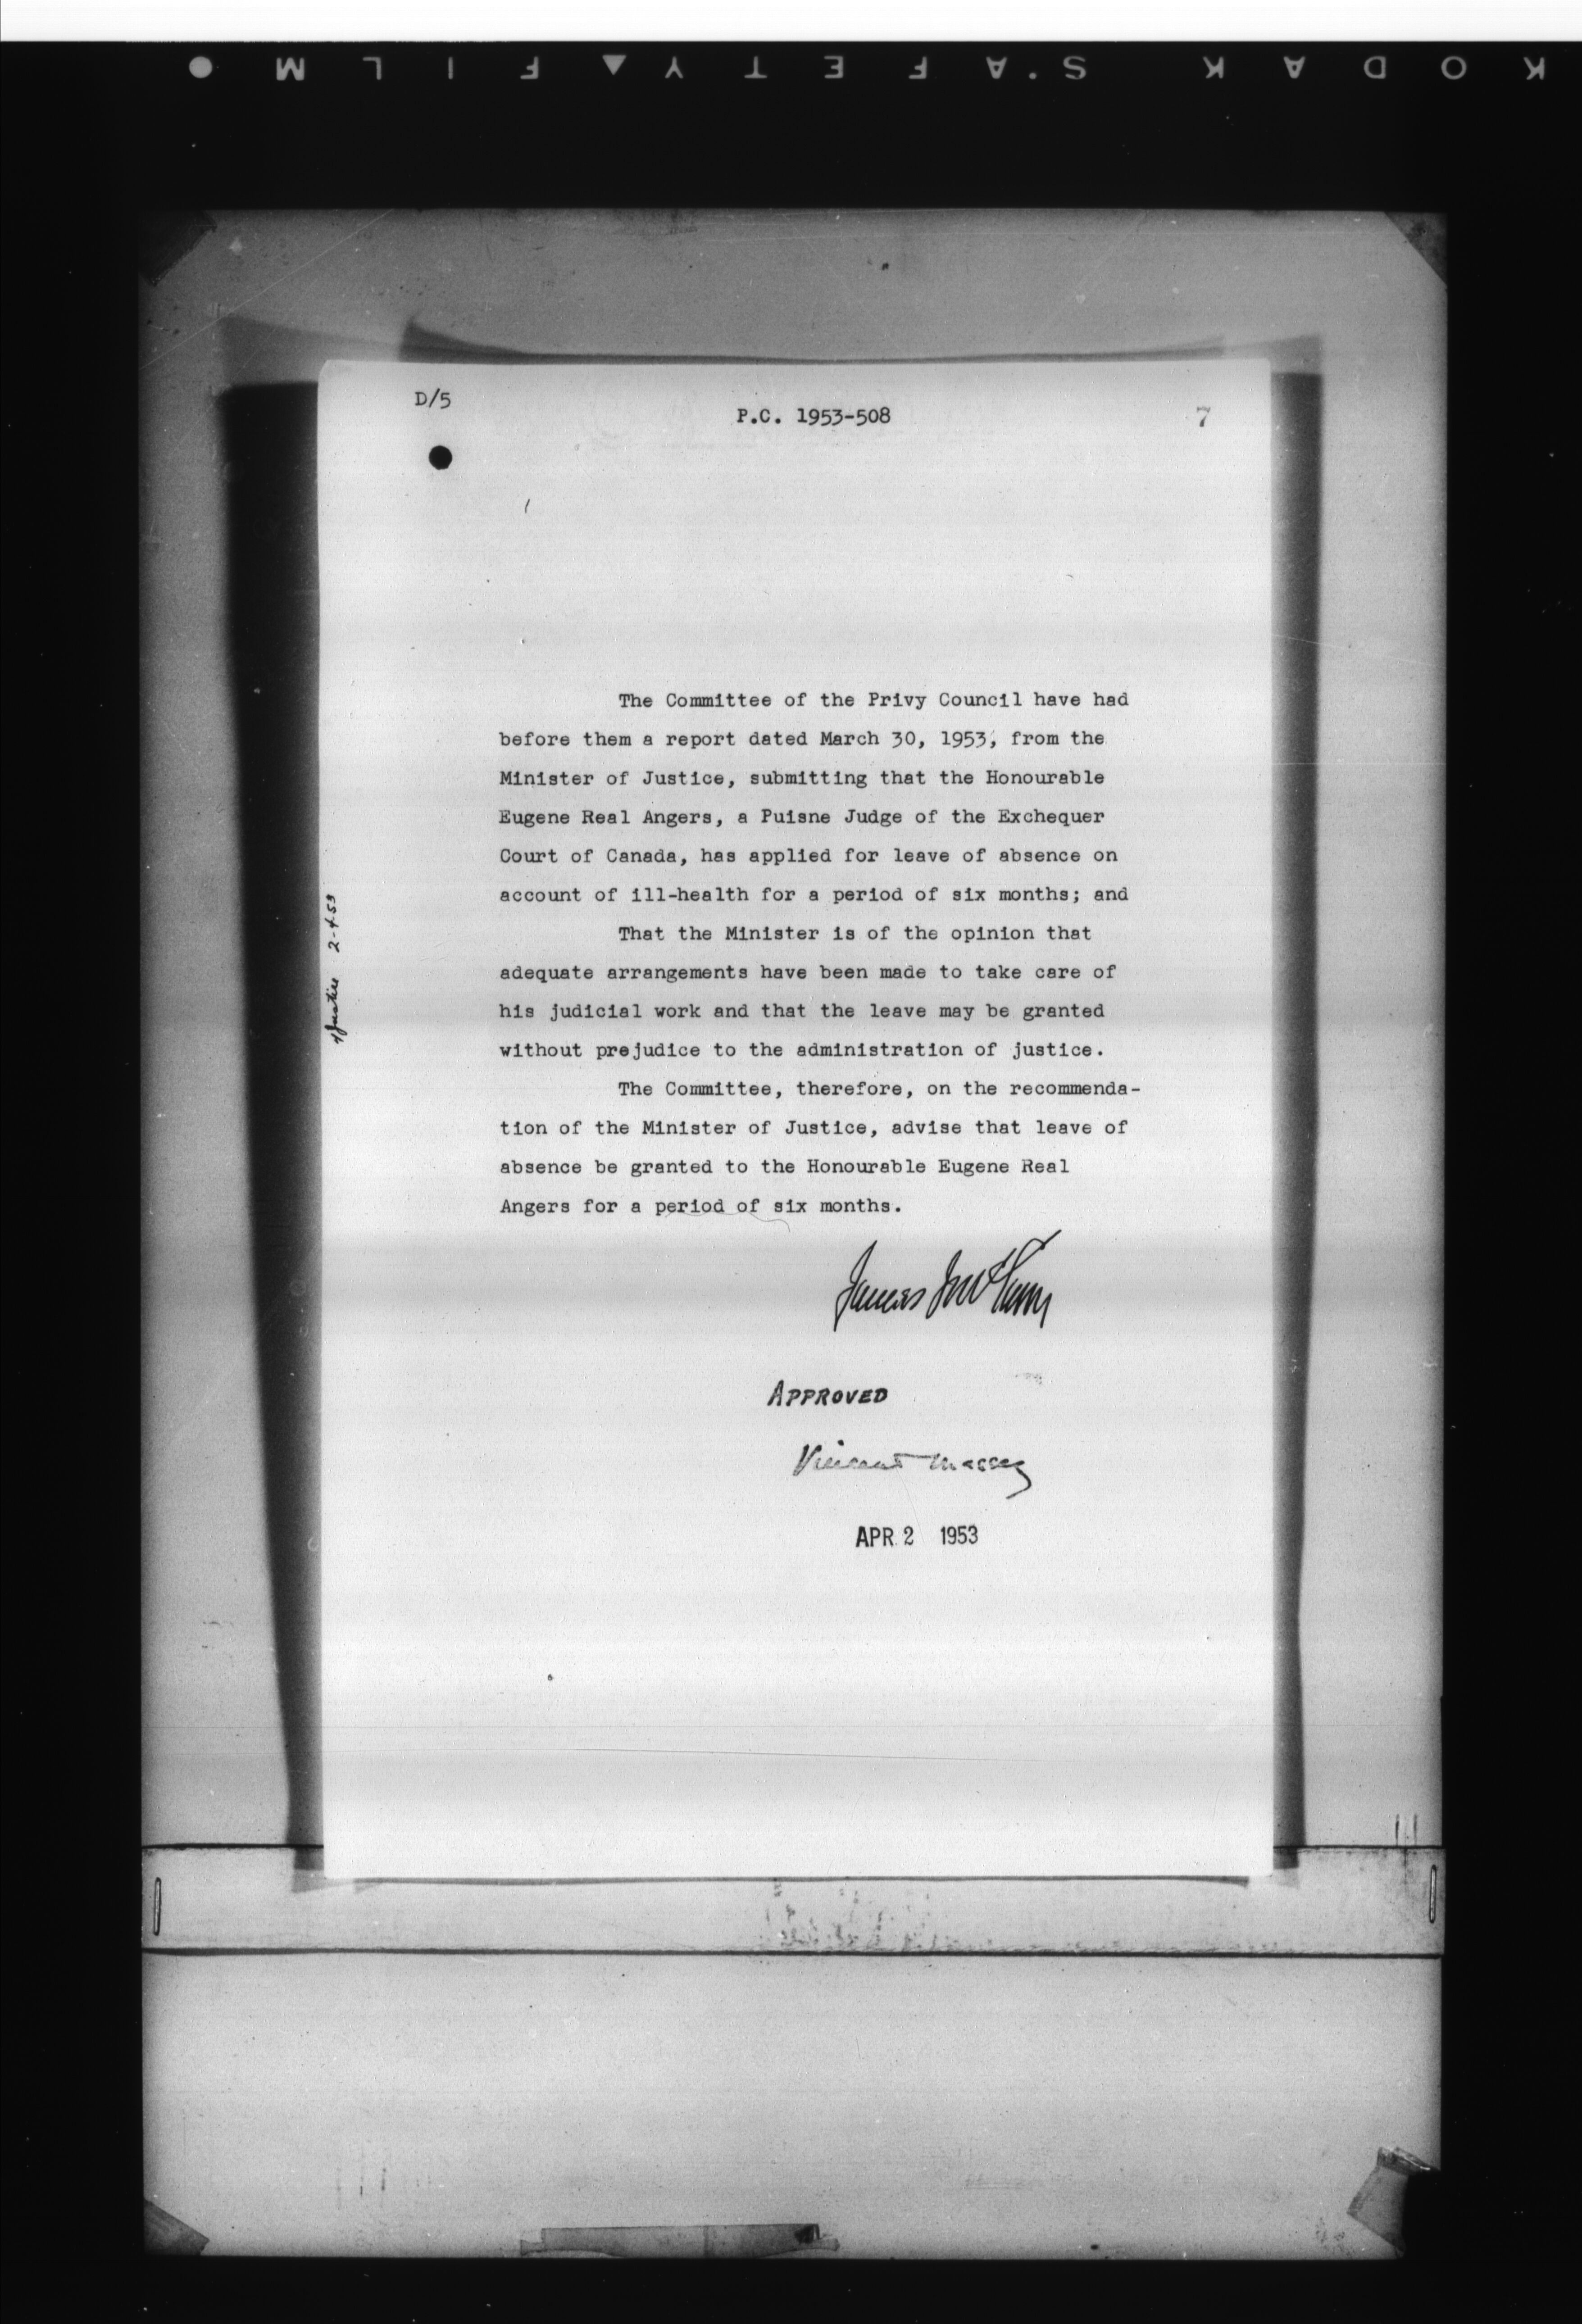 KODAK S'AFETY▲FILM ●
D/5
P.C. 1953-508
7
The Committee of the Privy Council have had
before them a report dated March 30, 1953, from the
Minister of Justice, submitting that the Honourable
Eugene Real Angers, a Puisne Judge of the Exchequer
Court of Canada, has applied for leave of absence on
account of ill-health for a period of six months; and
That the Minister is of the opinion that
adequate arrangements have been made to take care of
his judicial work and that the leave may be granted
without prejudice to the administration of justice.
The Committee, therefore, on the recommenda-
tion of the Minister of Justice, advise that leave of
absence be granted to the Honourable Eugene Real
Angers for a period of six months.
Justice 2-4-53
James
APPROVED
Vincent Massey
APR 2 1953